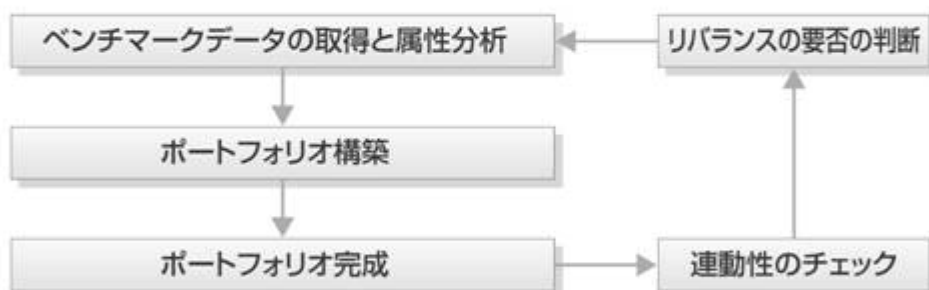 ベンチマークデータの取得と属性分析
リバランスの要否の判断
ポートフォリオ構築
ポートフォリオ完成
連動性のチェック